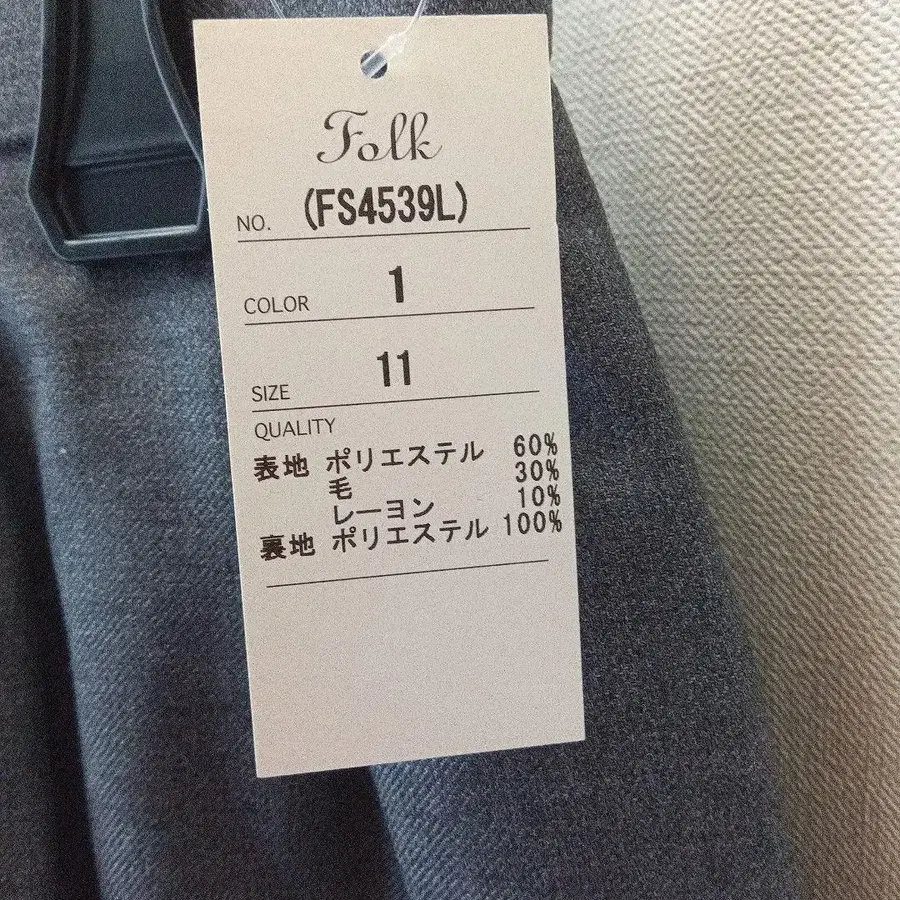 Folk
NO. (FS4539L)
COLOR 1
SIZE 11
QUALITY
表地 ポリエステル 60%
毛 30%
レーヨン 10%
裏地 ポリエステル 100%